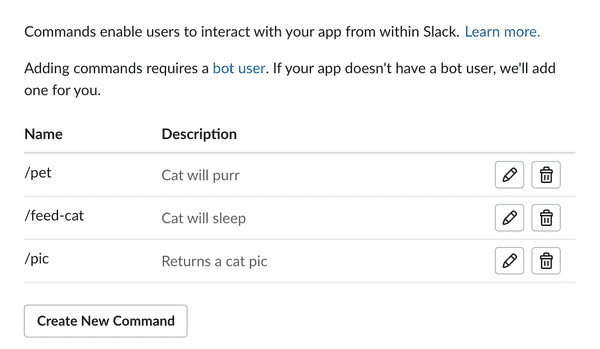 Commands enable users to interact with your app from within Slack. Learn more.
Adding commands requires a bot user. If your app doesn't have a bot user, we'll add
one for you.
Name Description
/pet Cat will purr
/feed-cat Cat will sleep
/pic Returns a cat pic
Create New Command